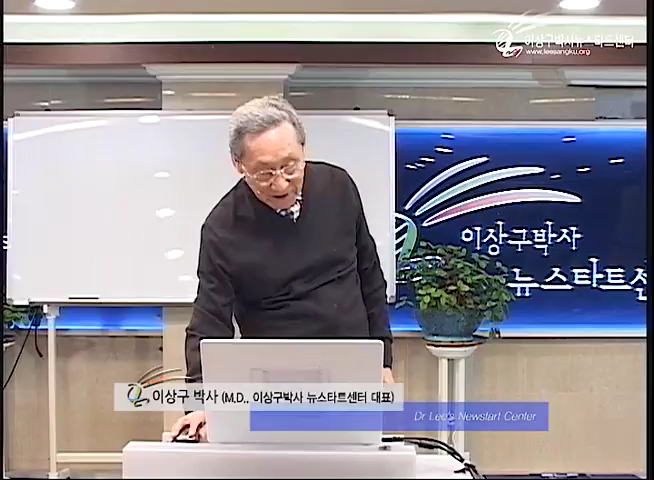 이상구박사뉴스타트센터
www.leesangku.org
이상구박사
뉴스타트센
이상구 박사 (M.D., 이상구박사 뉴스타트센터 대표)
Dr Lee's Newstart Center